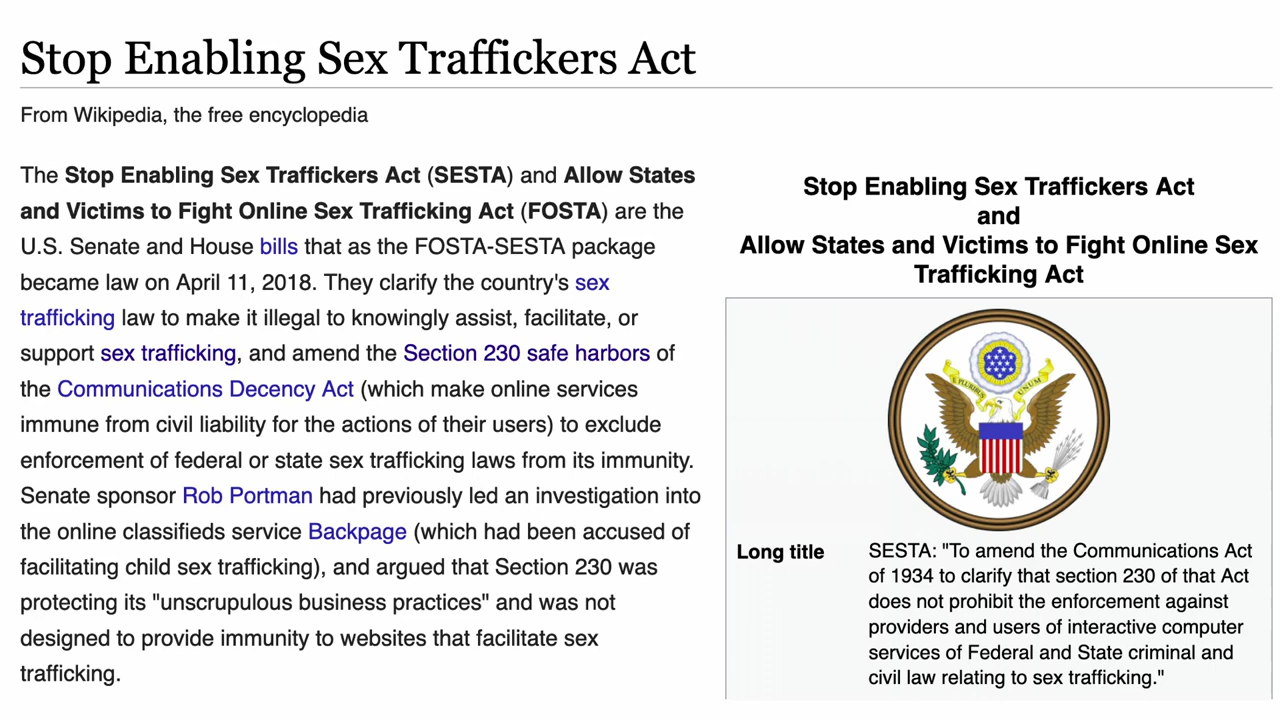 Stop Enabling Sex Traffickers Act
From Wikipedia, the free encyclopedia
The Stop Enabling Sex Traffickers Act (SESTA) and Allow States
and Victims to Fight Online Sex Trafficking Act (FOSTA) are the
U.S. Senate and House bills that as the FOSTA-SESTA package
became law on April 11, 2018. They clarify the country's sex
trafficking law to make it illegal to knowingly assist, facilitate, or
support sex trafficking, and amend the Section 230 safe harbors of
the Communications Decency Act (which make online services
immune from civil liability for the actions of their users) to exclude
enforcement of federal or state sex trafficking laws from its immunity.
Senate sponsor Rob Portman had previously led an investigation into
the online classifieds service Backpage (which had been accused of
facilitating child sex trafficking), and argued that Section 230 was
protecting its "unscrupulous business practices" and was not
designed to provide immunity to websites that facilitate sex
trafficking.
Stop Enabling Sex Traffickers Act
and
Allow States and Victims to Fight Online Sex
Trafficking Act
E PLURIBUS UNUM
Long title
SESTA: "To amend the Communications Act
of 1934 to clarify that section 230 of that Act
does not prohibit the enforcement against
providers and users of interactive computer
services of Federal and State criminal and
civil law relating to sex trafficking."